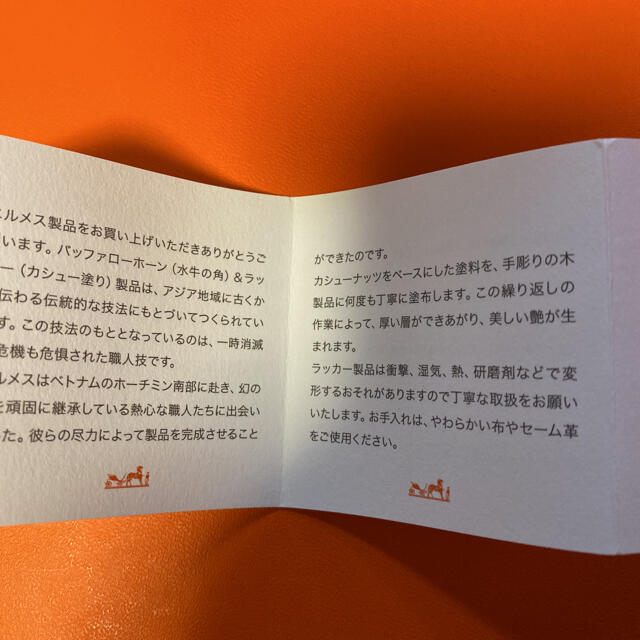 ルメス製品をお買い上げいただきありがとうご
います。バッファローホーン（水牛の角）&ラッ
ー（カシュー塗り）製品は、アジア地域に古くか
伝わる伝統的な技法にもとづいてつくられてい
す。この技法のもととなっているのは、一時消滅
危機も危惧された職人技です。
ルメスはベトナムのホーチミン南部に赴き、幻の
を頑固に継承している熱心な職人たちに出会い
た。彼らの尽力によって製品を完成させること
ができたのです。
カシューナッツをベースにした塗料を、手彫りの木
製品に何度も丁寧に塗布します。この繰り返しの
作業によって、厚い層ができあがり、美しい艶が生
まれます。
ラッカー製品は衝撃、湿気、熱、研磨剤などで変
形するおそれがありますので丁寧な取扱をお願い
いたします。お手入れは、やわらかい布やセーム革
をご使用ください。